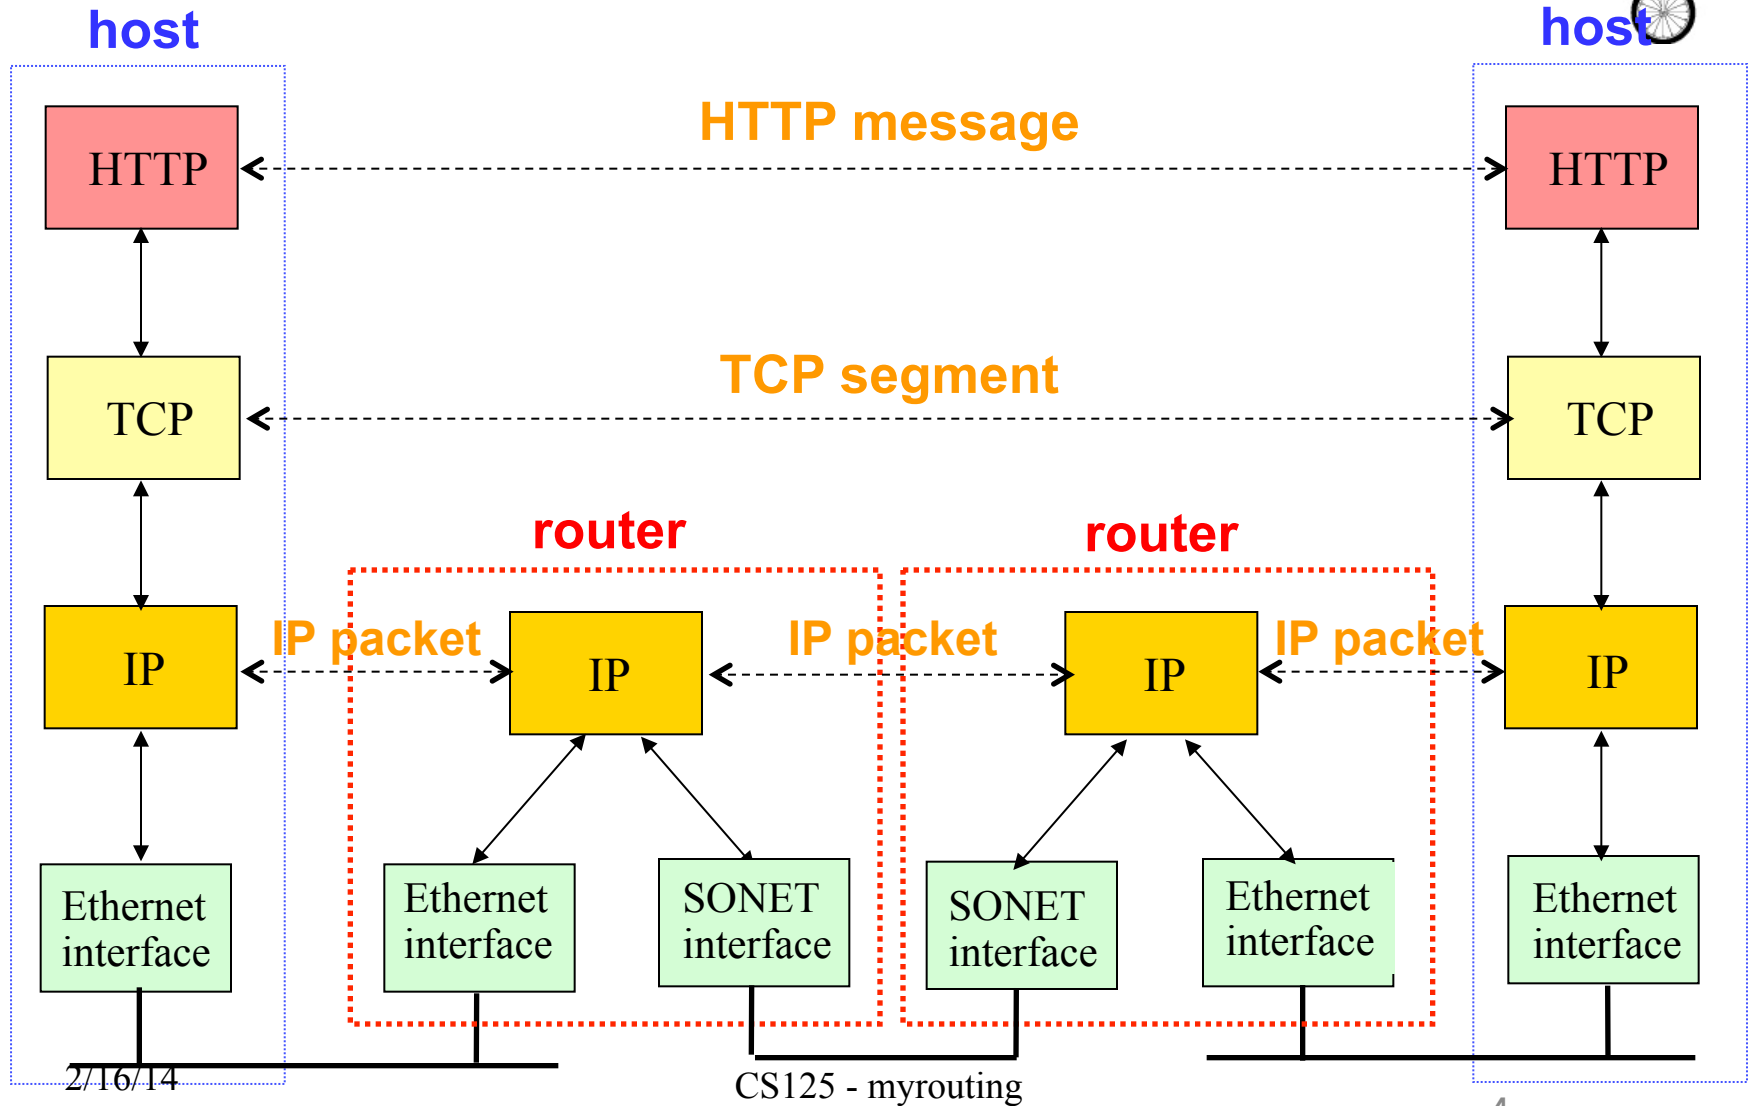 host
host
HTTP message
HTTP
HTTP
TCP segment
TCP
TCP
router
router
IP packet
IP packet
IP packet
IP
IP
IP
IP
Ethernet
interface
Ethernet
interface
SONET
interface
SONET
interface
Ethernet
interface
Ethernet
interface
2/16/14
CS125 - myrouting
4